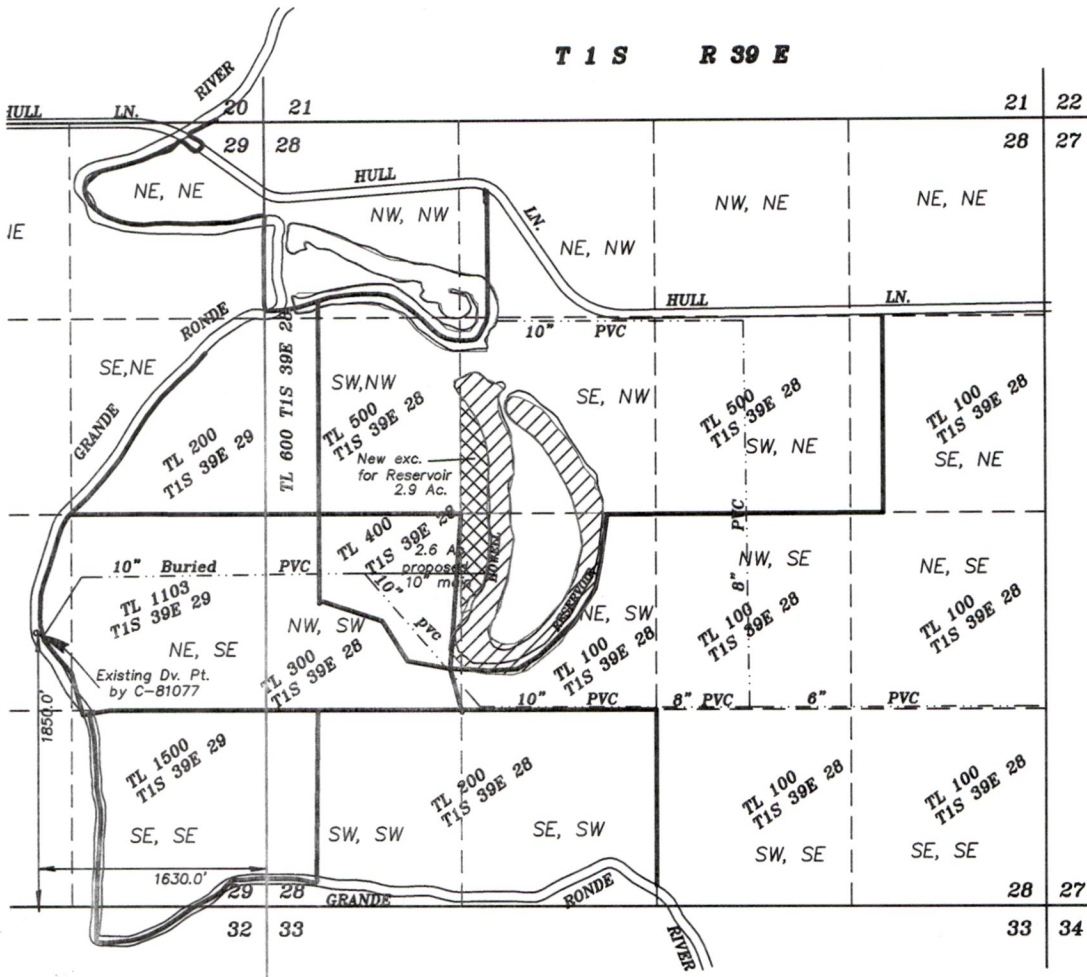 T 1 S R 39 E
RIVER
HULL LN.
20 21
21 22
29 28
28 27
HULL
NE, NE
NW, NW
LN.
NE, NW
NW, NE
NE, NE
NE
HULL LN.
RONDE
10" PVC
SE,NE
SW,NW
SE, NW
GRANDE
TL 200
T1S 39E 29
TL 600 T1S 39E 28
TL 500
T1S 39E 28
New exc.
for Reservoir
2.9 Ac.
TL 500
T1S 39E 28
SW, NE
TL 100
T1S 39E 28
SE, NE
TL 400
T1S 39E 28
2.6 A
proposed
10" ma
10" Buried PVC
10" pvc
RESERVOIR
PVC
8"
NW, SE
NE, SE
TL 1103
T1S 39E 29
NE, SE
NW, SW
TL 300
T1S 39E 28
NE, SW
TL 100
T1S 39E 28
TL 100
T1S 39E 28
TL 100
T1S 39E 28
Existing Dv. Pt.
by C-81077
10" PVC 8" PVC 6" PVC
1850.0'
TL 1500
T1S 39E 29
SE, SE
TL 200
T1S 39E 28
SW, SW
SE, SW
TL 100
T1S 39E 28
SW, SE
TL 100
T1S 39E 28
SE, SE
1630.0'
29 28
GRANDE RONDE
28 27
32 33
RIVER
33 34